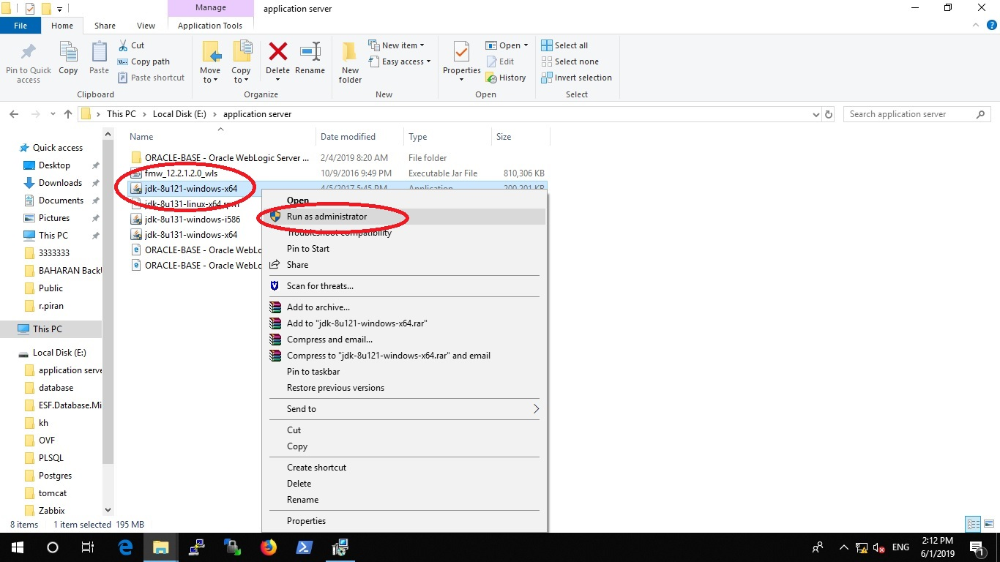 Manage
application server
File
Home
Share
View
Application Tools
Pin to Quick access
Copy
Paste
Cut
Copy path
Paste shortcut
Clipboard
Move to
Copy to
Delete
Rename
Organize
New folder
New item
Easy access
New
Properties
Open
Edit
History
Open
Select all
Select none
Invert selection
Select
This PC > Local Disk (E:) > application server
Search application server
Name Date modified Type Size
ORACLE-BASE - Oracle WebLogic Server ... 2/4/2019 8:20 AM File folder
fmw_12.2.1.2.0_wls 10/9/2016 9:49 PM Executable Jar File 810,306 KB
jdk-8u121-windows-x64 4/5/2017 5:45 PM Application 200,201 KB
jdk-8u131-linux-x64.rpm
jdk-8u131-windows-i586
jdk-8u131-windows-x64
ORACLE-BASE - Oracle WebLo
ORACLE-BASE - Oracle WebLo
Quick access
Desktop
Downloads
Documents
Pictures
This PC
3333333
BAHARAN Back
Public
r.piran
This PC
Local Disk (E:)
application serve
database
ESF.Database.Mi
kh
OVF
PLSQL
Postgres
tomcat
Zabbix
Open
Run as administrator
Troubleshoot compatibility
Pin to Start
Share
Scan for threats...
Add to archive...
Add to "jdk-8u121-windows-x64.rar"
Compress and email...
Compress to "jdk-8u121-windows-x64.rar" and email
Pin to taskbar
Restore previous versions
Send to
Cut
Copy
Create shortcut
Delete
Rename
Properties
8 items 1 item selected 195 MB
ENG
2:12 PM
6/1/2019
1